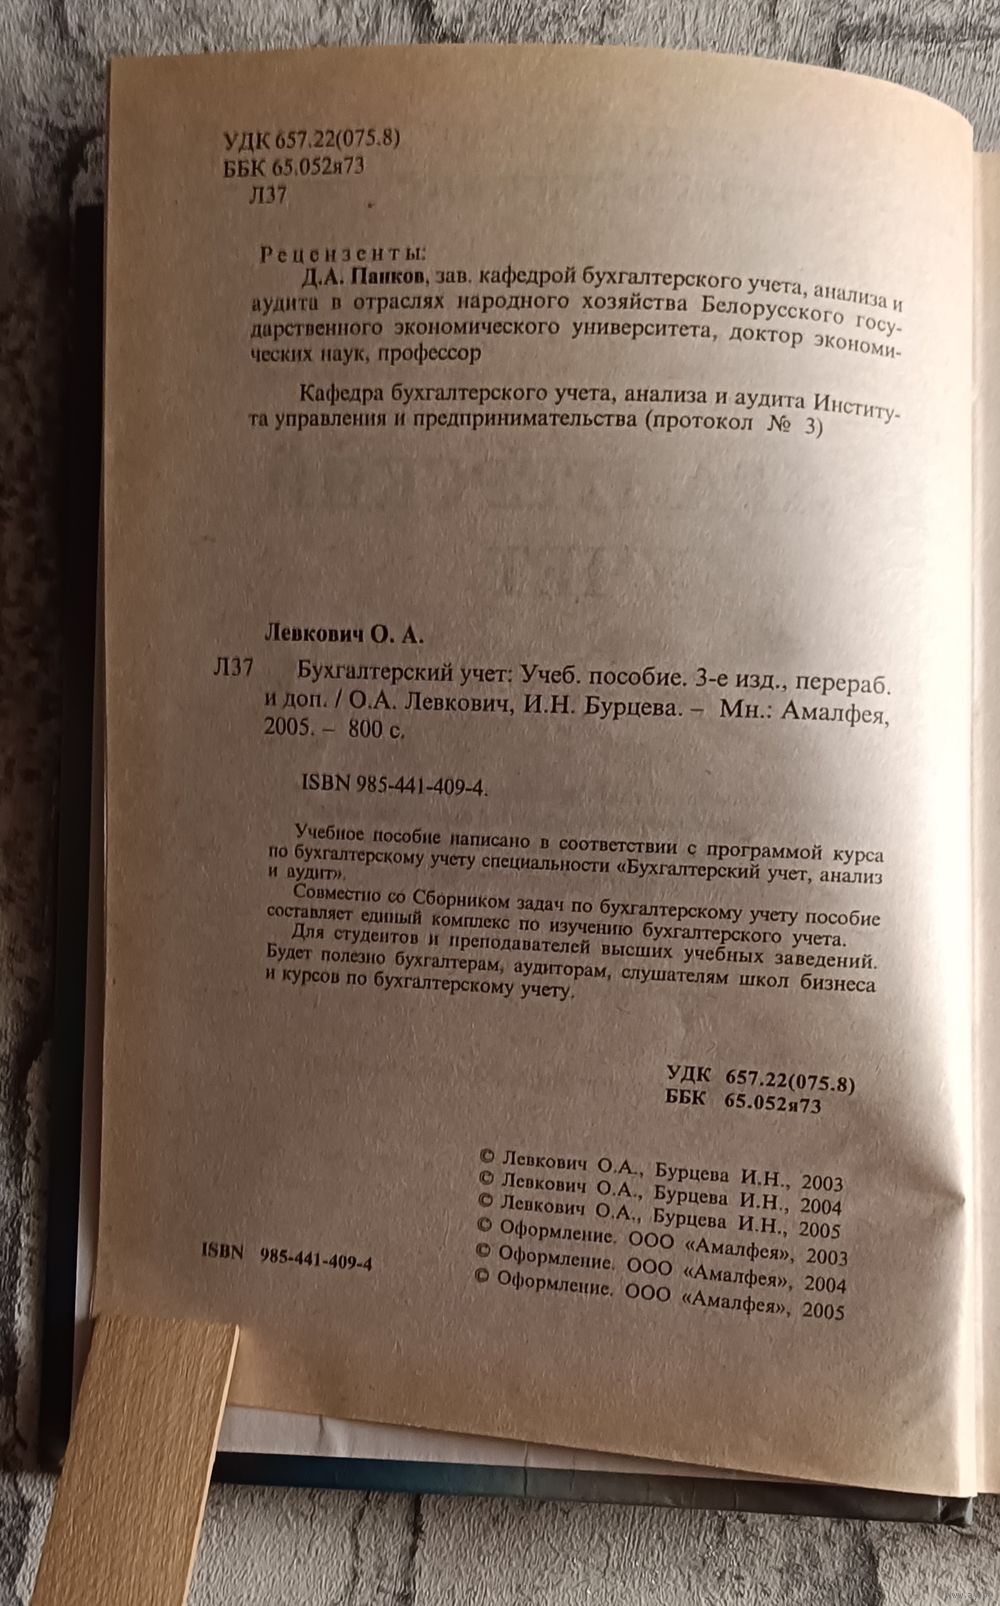 УДК 657.22(075.8)
ББК 65.052я73
Л37
Рецензенты:
Д.А. Панков, зав. кафедрой бухгалтерского учета, анализа и
аудита в отраслях народного хозяйства Белорусского госу-
дарственного экономического университета, доктор экономи-
ческих наук, профессор
Кафедра бухгалтерского учета, анализа и аудита Институ-
та управления и предпринимательства (протокол № 3)
Левкович О. А.
Л37 Бухгалтерский учет: Учеб. пособие. 3-е изд., перераб.
и доп. / О.А. Левкович, И.Н. Бурцева. – Мн.: Амалфея,
2005. – 800 с.
ISBN 985-441-409-4.
Учебное пособие написано в соответствии с программой курса
по бухгалтерскому учету специальности «Бухгалтерский учет, анализ
и аудит».
Совместно со Сборником задач по бухгалтерскому учету пособие
составляет единый комплекс по изучению бухгалтерского учета.
Для студентов и преподавателей высших учебных заведений.
Будет полезно бухгалтерам, аудиторам, слушателям школ бизнеса
и курсов по бухгалтерскому учету.
УДК 657.22(075.8)
ББК 65.052я73
© Левкович О.А., Бурцева И.Н., 2003
© Левкович О.А., Бурцева И.Н., 2004
© Левкович О.А., Бурцева И.Н., 2005
© Оформление. ООО «Амалфея», 2003
© Оформление. ООО «Амалфея», 2004
© Оформление. ООО «Амалфея», 2005
ISBN 985-441-409-4